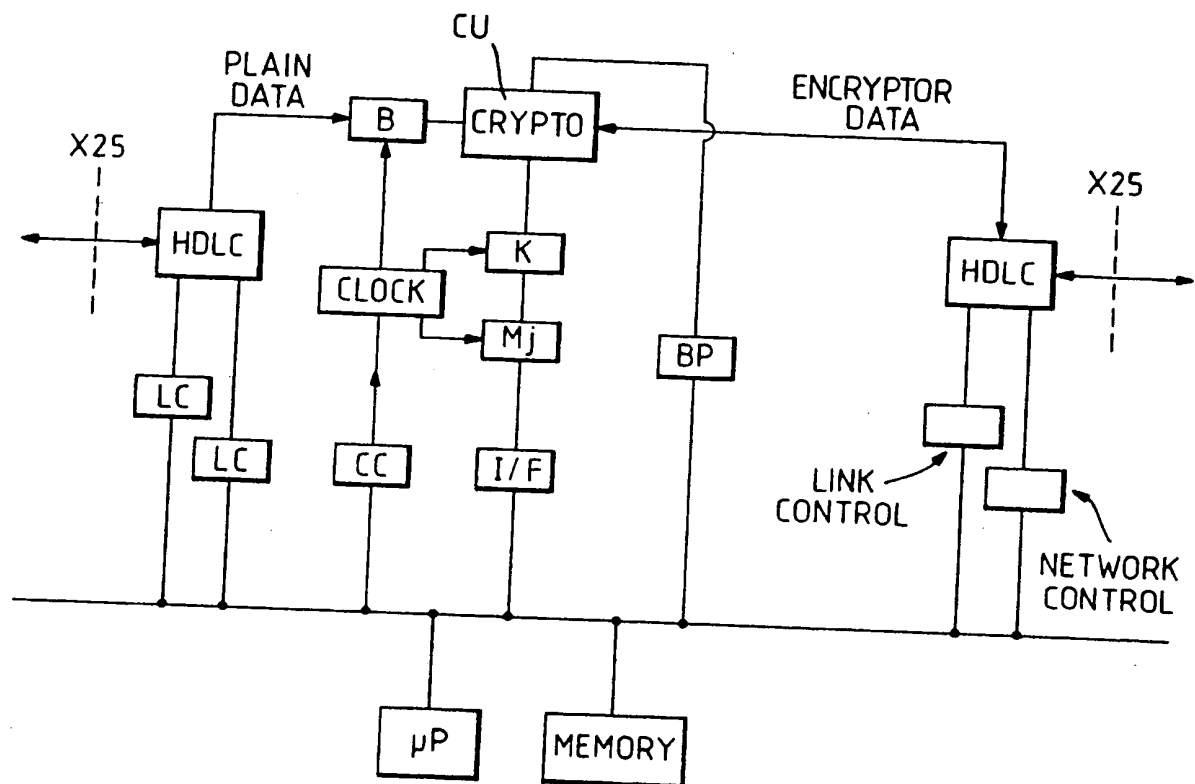 CU
PLAIN
DATA
B
CRYPTO
ENCRYPTOR
DATA
X25
X25
HDLC
K
HDLC
CLOCK
Mj
BP
LC
LC
CC
I/F
LINK
CONTROL
NETWORK
CONTROL
µP
MEMORY